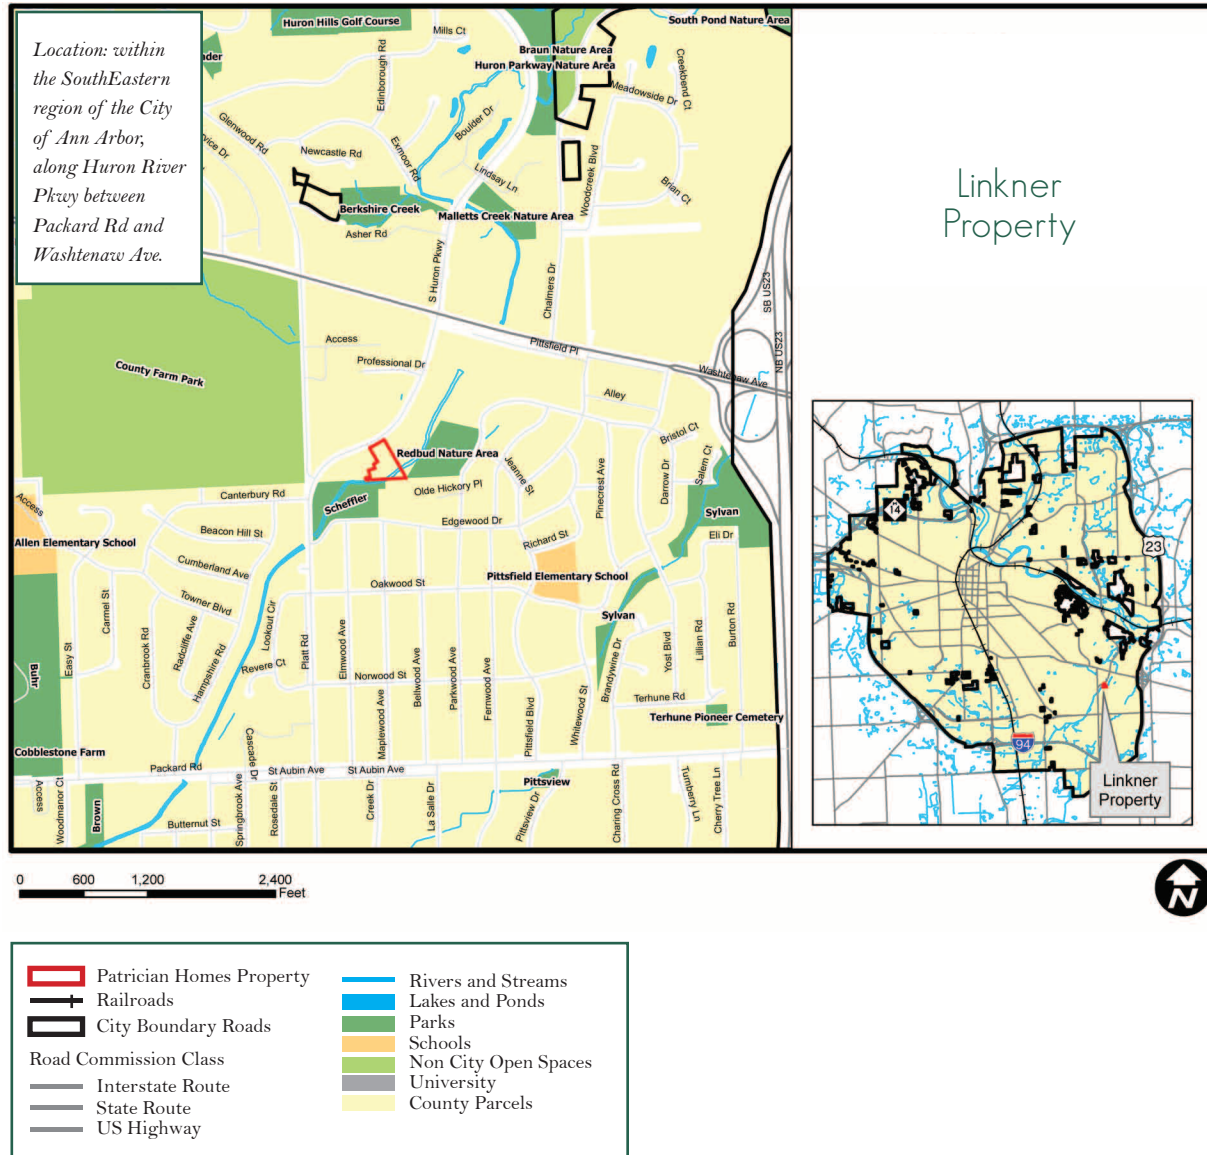 Location: within
the SouthEastern
region of the City
of Ann Arbor,
along Huron River
Pkwy between
Packard Rd and
Washtenaw Ave.
Huron Hills Golf Course
South Pond Nature Area
Mills Ct
Braun Nature Area
Huron Parkway Nature Area
ader
Edinborough Rd
Creekbend Ct
Meadowside Dr
Glenwood Rd
rvice Dr
Newcastle Rd
Exmoor Rd
Boulder Dr
Lindsay Ln
Woodcreek Blvd
Brian Ct
Berkshire Creek
Malletts Creek Nature Area
Asher Rd
S Huron Pkwy
Chalmers Dr
SB US23
NB US23
Access
Pittsfield Pl
Professional Dr
Washtenaw Ave
County Farm Park
Alley
Bristol Ct
Redbud Nature Area
Jeanne St
Pinecrest Ave
Darrow Dr
Salem Ct
Canterbury Rd
Olde Hickory Pl
Scheffler
Access
Edgewood Dr
Sylvan
Beacon Hill St
Richard St
Eli Dr
Allen Elementary School
Cumberland Ave
Pittsfield Elementary School
Oakwood St
Towner Blvd
Sylvan
Carmel St
Easy St
Cranbrook Rd
Radcliffe Ave
Hampshire Rd
Lookout Cir
Revere Ct
Platt Rd
Elmwood Ave
Norwood St
Maplewood Ave
Bellwood Ave
Parkwood Ave
Fernwood Ave
Pittsfield Blvd
Whitewood St
Brandywine Dr
Yost Blvd
Lillian Rd
Burton Rd
Terhune Rd
Buhr
Terhune Pioneer Cemetery
Cobblestone Farm
Packard Rd
Cascade Dr
St Aubin Ave
St Aubin Ave
Pittsview
Access
Woodmanor Ct
Brown
Butternut St
Springbrook Ave
Rosedale St
Creek Dr
La Salle Dr
Pittsview Dr
Charing Cross Rd
Turnberry Ln
Cherry Tree Ln
Linkner
Property
14
23
94
Linkner
Property
0 600 1,200 2,400
Feet
N
Patrician Homes Property
Railroads
City Boundary Roads
Road Commission Class
Interstate Route
State Route
US Highway
Rivers and Streams
Lakes and Ponds
Parks
Schools
Non City Open Spaces
University
County Parcels